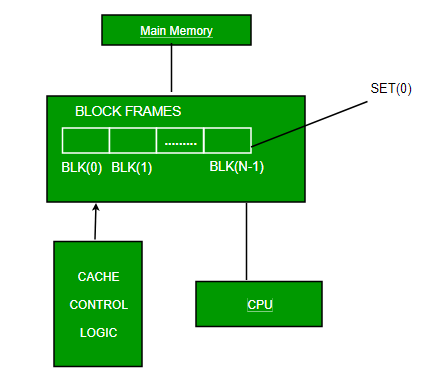 Main Memory
SET(0)
BLOCK FRAMES
.........
BLK(0) BLK(1) BLK(N-1)
CACHE
CONTROL
LOGIC
CPU